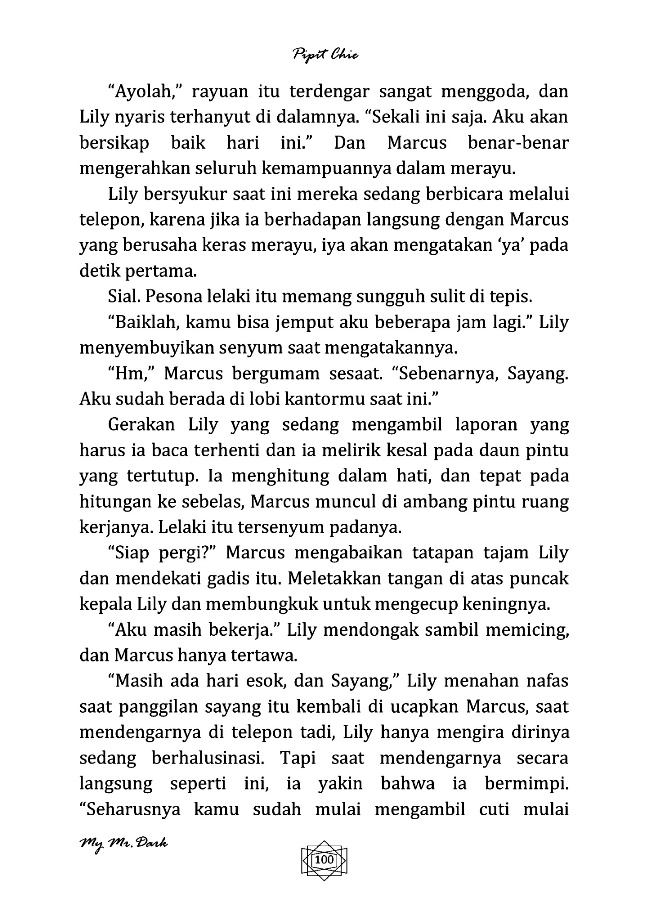 Pipit Chie
“Ayolah,” rayuan itu terdengar sangat menggoda, dan
Lily nyaris terhanyut di dalamnya. “Sekali ini saja. Aku akan
bersikap baik hari ini.” Dan Marcus benar-benar
mengerahkan seluruh kemampuannya dalam merayu.
Lily bersyukur saat ini mereka sedang berbicara melalui
telepon, karena jika ia berhadapan langsung dengan Marcus
yang berusaha keras merayu, iya akan mengatakan ‘ya’ pada
detik pertama.
Sial. Pesona lelaki itu memang sungguh sulit di tepis.
“Baiklah, kamu bisa jemput aku beberapa jam lagi.” Lily
menyembuyikan senyum saat mengatakannya.
“Hm,” Marcus bergumam sesaat. “Sebenarnya, Sayang.
Aku sudah berada di lobi kantormu saat ini.”
Gerakan Lily yang sedang mengambil laporan yang
harus ia baca terhenti dan ia melirik kesal pada daun pintu
yang tertutup. Ia menghitung dalam hati, dan tepat pada
hitungan ke sebelas, Marcus muncul di ambang pintu ruang
kerjanya. Lelaki itu tersenyum padanya.
“Siap pergi?” Marcus mengabaikan tatapan tajam Lily
dan mendekati gadis itu. Meletakkan tangan di atas puncak
kepala Lily dan membungkuk untuk mengecup keningnya.
“Aku masih bekerja.” Lily mendongak sambil memicing,
dan Marcus hanya tertawa.
“Masih ada hari esok, dan Sayang,” Lily menahan nafas
saat panggilan sayang itu kembali di ucapkan Marcus, saat
mendengarnya di telepon tadi, Lily hanya mengira dirinya
sedang berhalusinasi. Tapi saat mendengarnya secara
langsung seperti ini, ia yakin bahwa ia bermimpi.
“Seharusnya kamu sudah mulai mengambil cuti mulai
My Mr. Dark
100